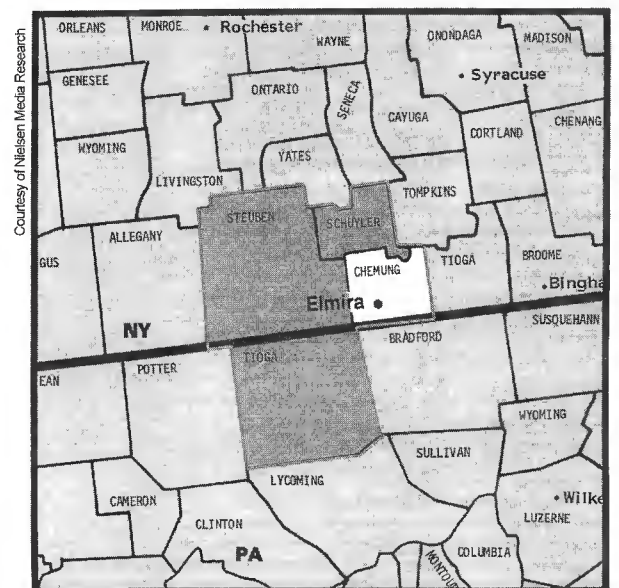 Courtesy of Nielsen Media Research
ORLEANS
MONROE
Rochester
WAYNE
ONONDAGA
MADISON
GENESEE
ONTARIO
SENECA
Syracuse
CAYUGA
CORTLAND
CHENANG
WYOMING
YATES
LIVINGSTON
TOMPKINS
STEUBEN
SCHUYLER
ALLEGANY
GUS
CHEMUNG
TIOGA
BROOME
Elmira
Bingha
NY
SUSQUEHANN
BRADFORD
TIOGA
POTTER
EAN
WYOMING
SULLIVAN
LYCOMING
CAMERON
Wilke
CLINTON
LUZERNE
PA
COLUMBIA
MONTOUR